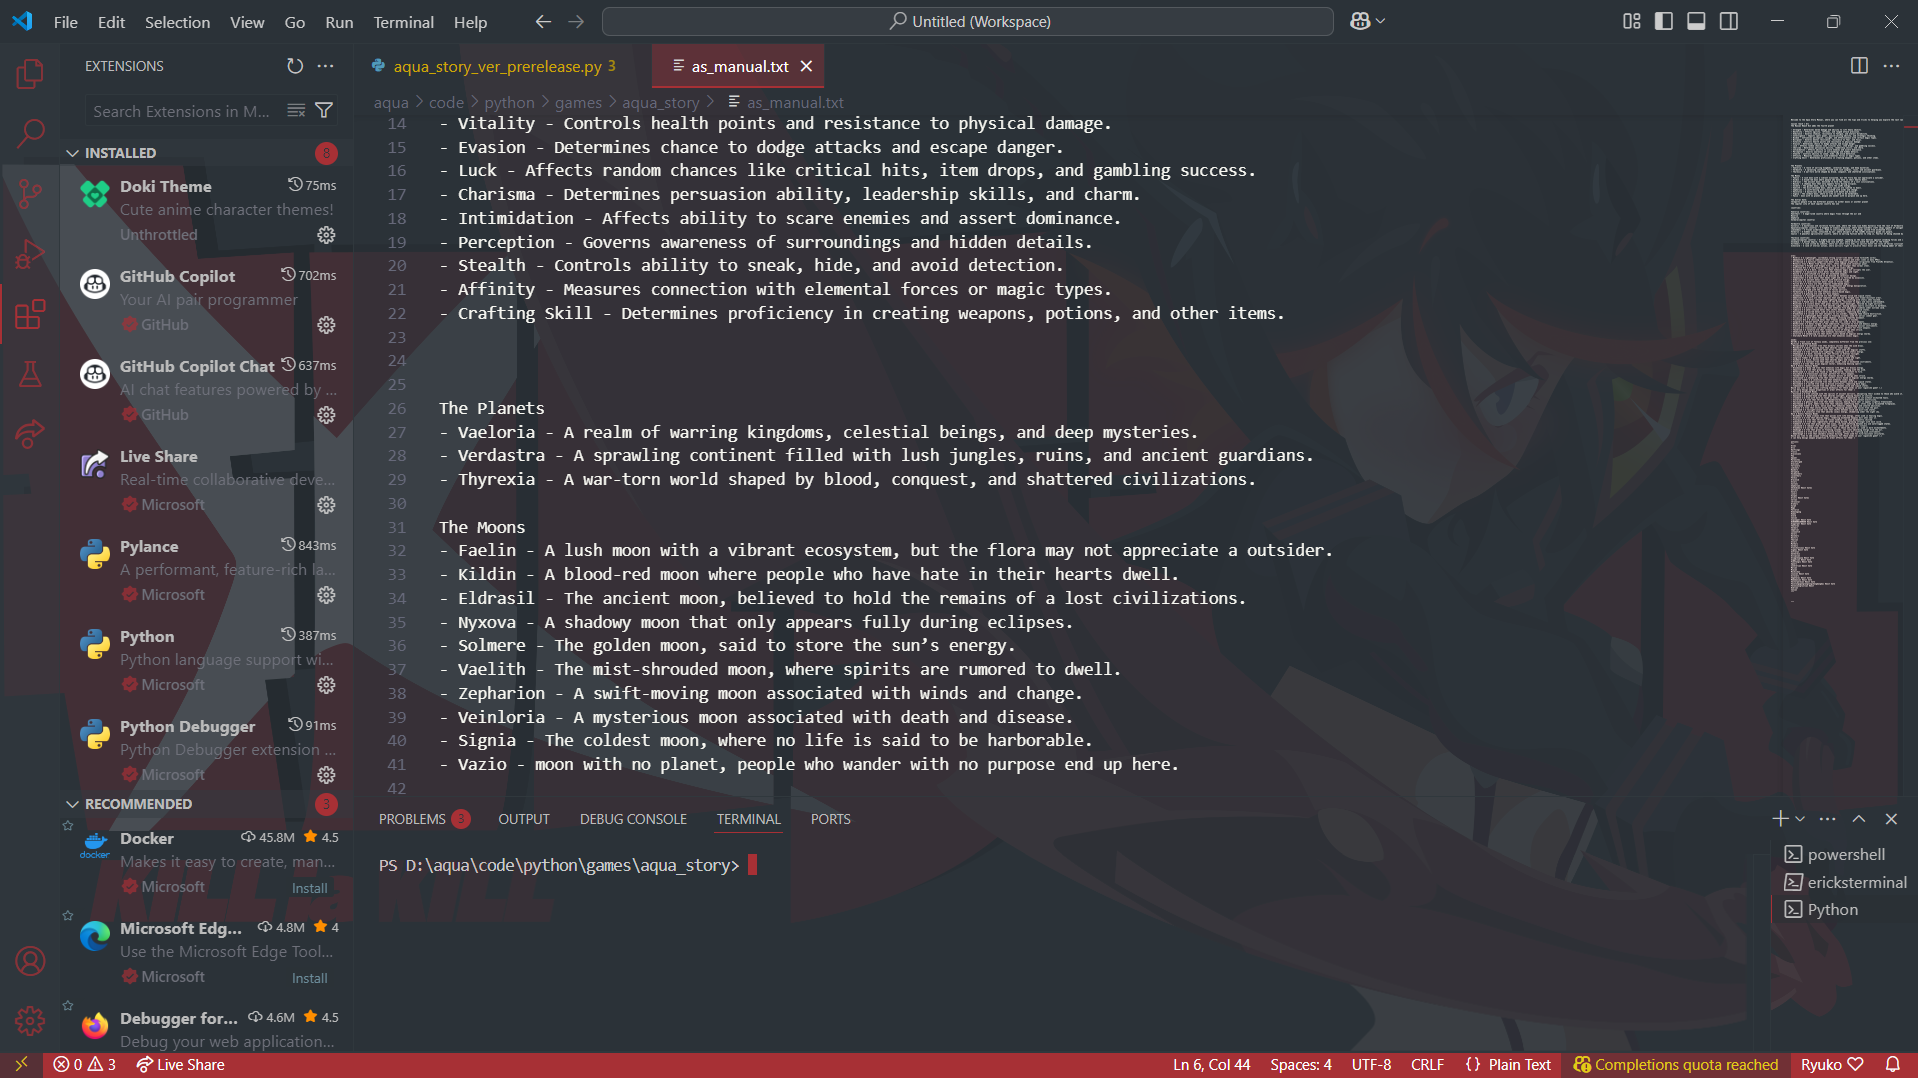 File Edit Selection View Go Run Terminal Help
Untitled (Workspace)
EXTENSIONS
Search Extensions in M...
INSTALLED 8
Doki Theme 75ms
Cute anime character themes!
Unthrottled
GitHub Copilot 702ms
Your AI pair programmer
GitHub
GitHub Copilot Chat 637ms
AI chat features powered by ...
GitHub
Live Share
Real-time collaborative deve...
Microsoft
Pylance 843ms
A performant, feature-rich la...
Microsoft
Python 387ms
Python language support wi...
Microsoft
Python Debugger 91ms
Python Debugger extension ...
Microsoft
RECOMMENDED 3
Docker 45.8M 4.5
docker
Makes it easy to create, man...
Microsoft Install
Microsoft Edg... 4.8M 4
Use the Microsoft Edge Tool...
Microsoft Install
Debugger for... 4.6M 4.5
Debug your web application...
aqua_story_ver_prerelease.py 3
as_manual.txt
aqua > code > python > games > aqua_story > as_manual.txt
14 - Vitality - Controls health points and resistance to physical damage.
15 - Evasion - Determines chance to dodge attacks and escape danger.
16 - Luck - Affects random chances like critical hits, item drops, and gambling success.
17 - Charisma - Determines persuasion ability, leadership skills, and charm.
18 - Intimidation - Affects ability to scare enemies and assert dominance.
19 - Perception - Governs awareness of surroundings and hidden details.
20 - Stealth - Controls ability to sneak, hide, and avoid detection.
21 - Affinity - Measures connection with elemental forces or magic types.
22 - Crafting Skill - Determines proficiency in creating weapons, potions, and other items.
23
24
25
26 The Planets
27 - Vaeloria - A realm of warring kingdoms, celestial beings, and deep mysteries.
28 - Verdastra - A sprawling continent filled with lush jungles, ruins, and ancient guardians.
29 - Thyrexia - A war-torn world shaped by blood, conquest, and shattered civilizations.
30
31 The Moons
32 - Faelin - A lush moon with a vibrant ecosystem, but the flora may not appreciate a outsider.
33 - Kildin - A blood-red moon where people who have hate in their hearts dwell.
34 - Eldrasil - The ancient moon, believed to hold the remains of a lost civilizations.
35 - Nyxova - A shadowy moon that only appears fully during eclipses.
36 - Solmere - The golden moon, said to store the sun’s energy.
37 - Vaelith - The mist-shrouded moon, where spirits are rumored to dwell.
38 - Zepharion - A swift-moving moon associated with winds and change.
39 - Veinloria - A mysterious moon associated with death and disease.
40 - Signia - The coldest moon, where no life is said to be harborable.
41 - Vazio - moon with no planet, people who wander with no purpose end up here.
42
PROBLEMS 3 OUTPUT DEBUG CONSOLE TERMINAL PORTS
PS D:\aqua\code\python\games\aqua_story>
powershell
ericksterminal
Python
KILL la KILL
0 3 Live Share
Ln 6, Col 44 Spaces: 4 UTF-8 CRLF {} Plain Text Completions quota reached Ryuko